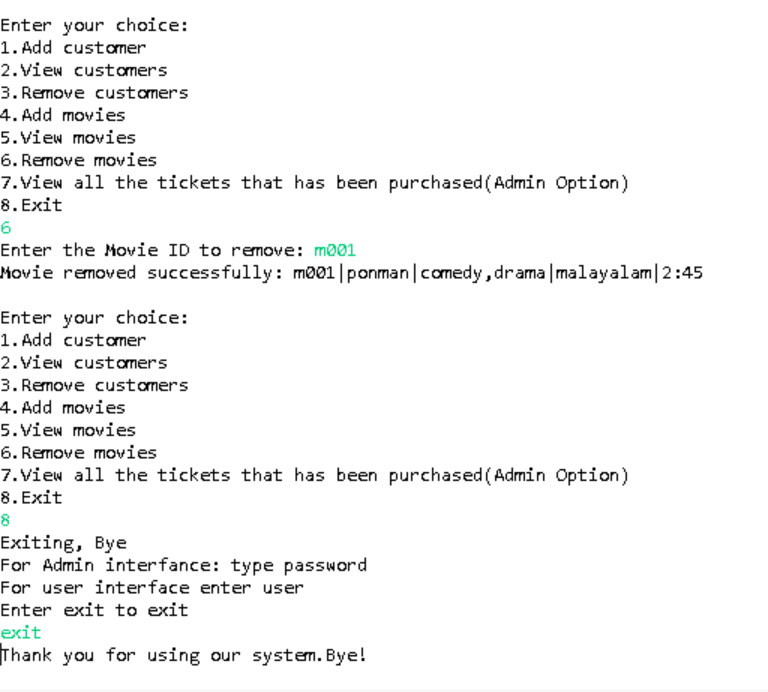 Enter your choice:
1.Add customer
2.View customers
3.Remove customers
4.Add movies
5.View movies
6.Remove movies
7.View all the tickets that has been purchased(Admin Option)
8.Exit
6
Enter the Movie ID to remove: m001
Movie removed successfully: m001|ponman|comedy,drama|malayalam|2:45
Enter your choice:
1.Add customer
2.View customers
3.Remove customers
4.Add movies
5.View movies
6.Remove movies
7.View all the tickets that has been purchased(Admin Option)
8.Exit
8
Exiting, Bye
For Admin interfance: type password
For user interface enter user
Enter exit to exit
exit
Thank you for using our system.Bye!